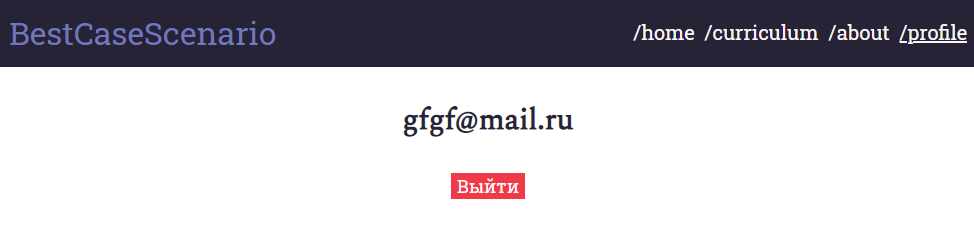 BestCaseScenario /home /curriculum /about /profile
gfgf@mail.ru
Выйти